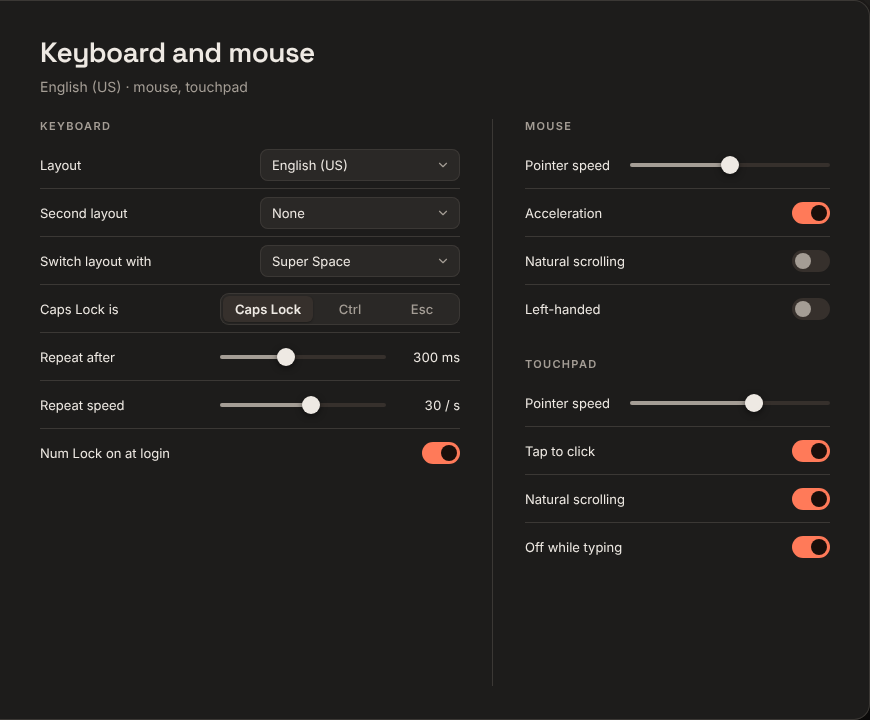 Keyboard and mouse
English (US) · mouse, touchpad
KEYBOARD
Layout English (US)
Second layout None
Switch layout with Super Space
Caps Lock is Caps Lock Ctrl Esc
Repeat after 300 ms
Repeat speed 30 / s
Num Lock on at login
MOUSE
Pointer speed
Acceleration
Natural scrolling
Left-handed
TOUCHPAD
Pointer speed
Tap to click
Natural scrolling
Off while typing